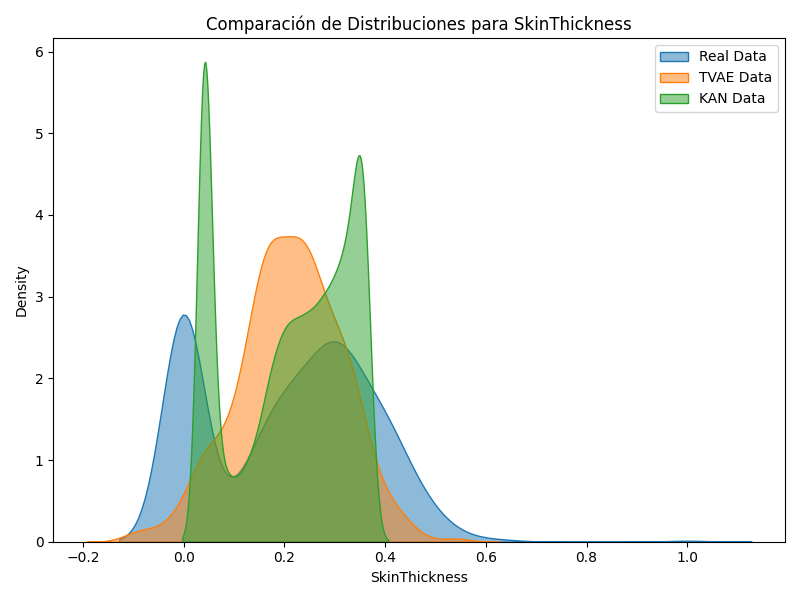 Comparación de Distribuciones para SkinThickness
Real Data
TVAE Data
KAN Data
Density
6
5
4
3
2
1
0
−0.2
0.0
0.2
0.4
0.6
0.8
1.0
SkinThickness